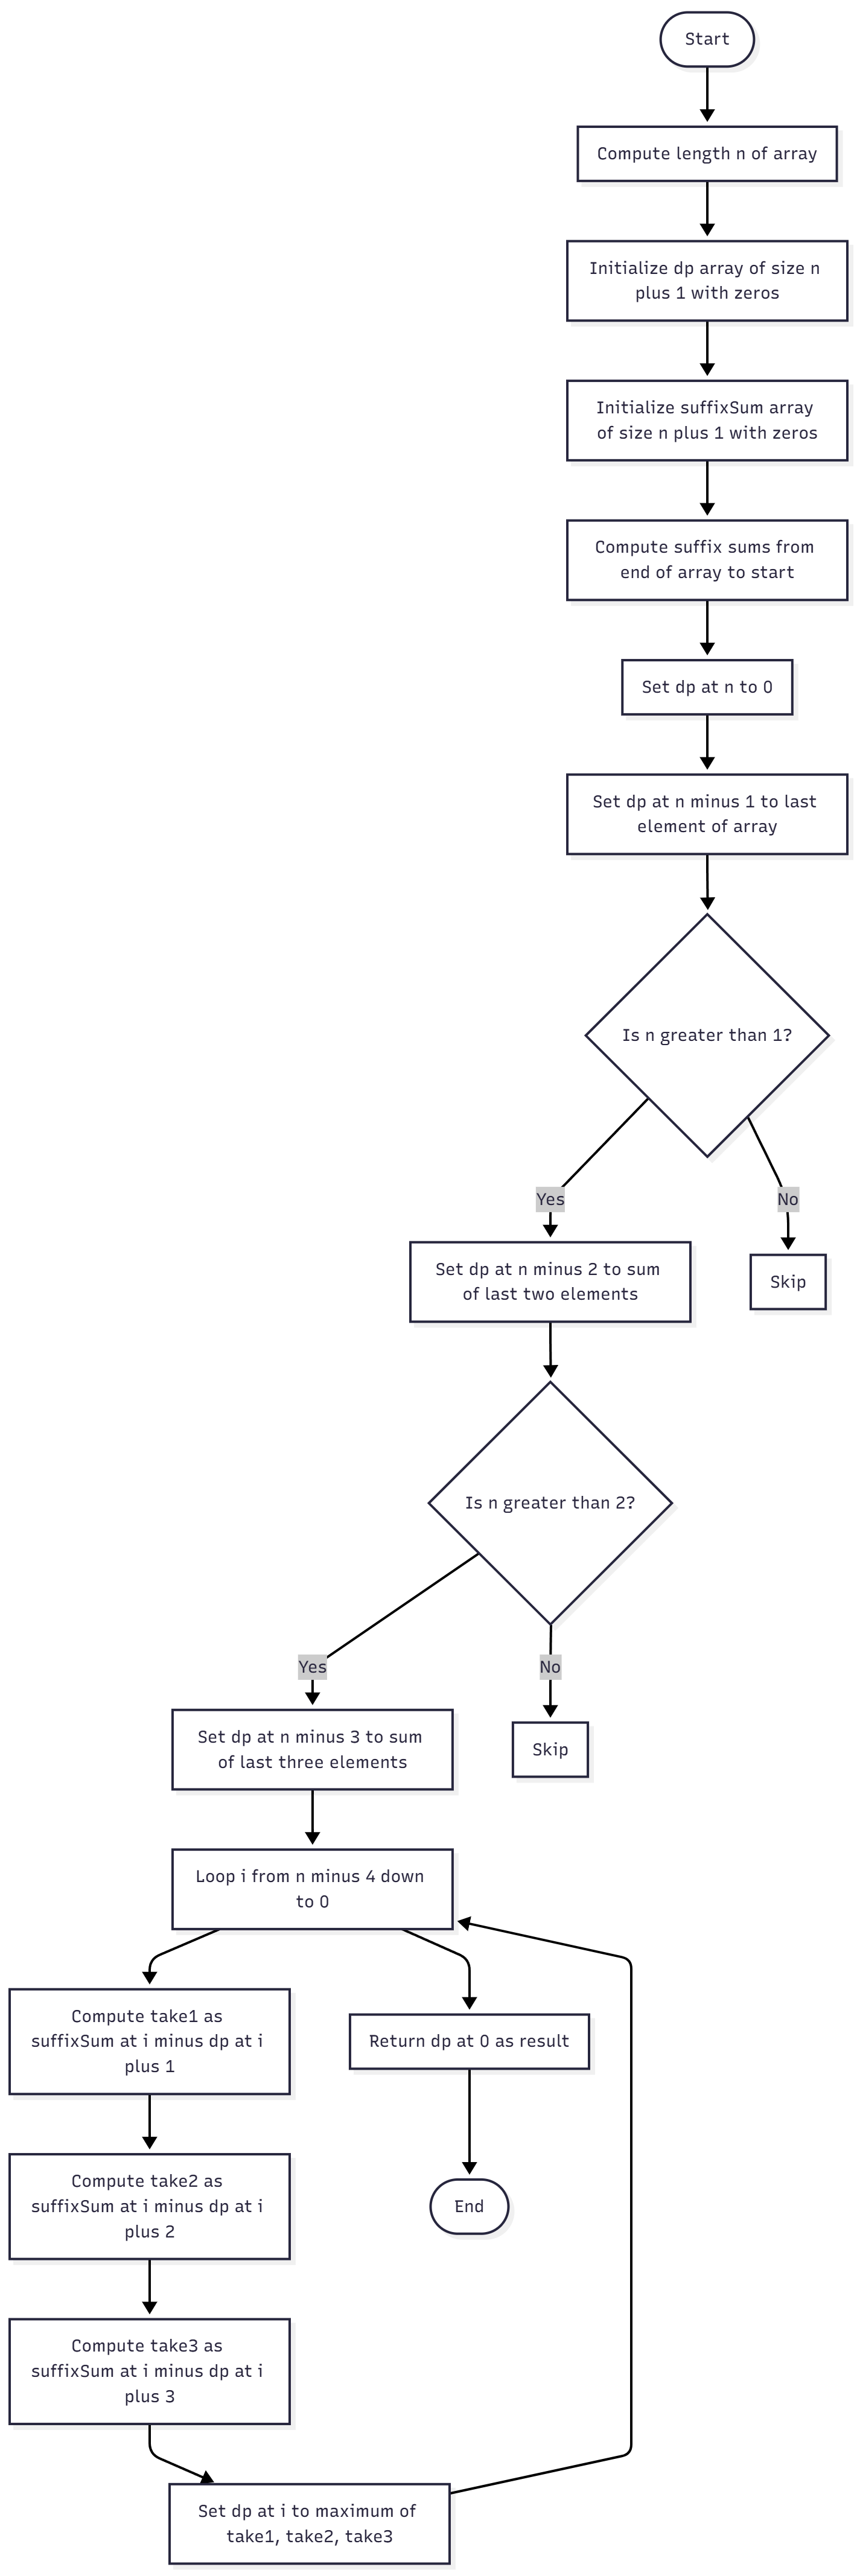 Start
Compute length n of array
Initialize dp array of size n
plus 1 with zeros
Initialize suffixSum array
of size n plus 1 with zeros
Compute suffix sums from
end of array to start
Set dp at n to 0
Set dp at n minus 1 to last
element of array
Is n greater than 1?
Yes
No
Set dp at n minus 2 to sum
of last two elements
Skip
Is n greater than 2?
Yes
No
Set dp at n minus 3 to sum
of last three elements
Skip
Loop i from n minus 4 down
to 0
Compute take1 as
suffixSum at i minus dp at i
plus 1
Return dp at 0 as result
Compute take2 as
suffixSum at i minus dp at i
plus 2
End
Compute take3 as
suffixSum at i minus dp at i
plus 3
Set dp at i to maximum of
take1, take2, take3